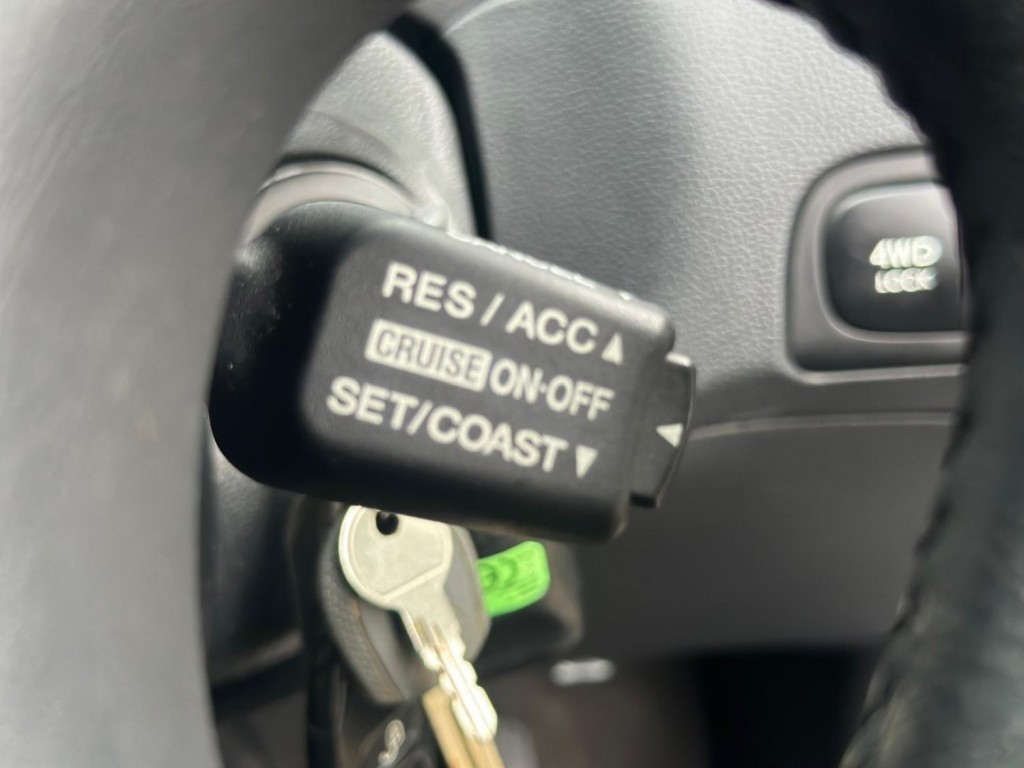 RES / ACC ▲
CRUISE ON·OFF
SET/COAST ▼
4WD
LOCK